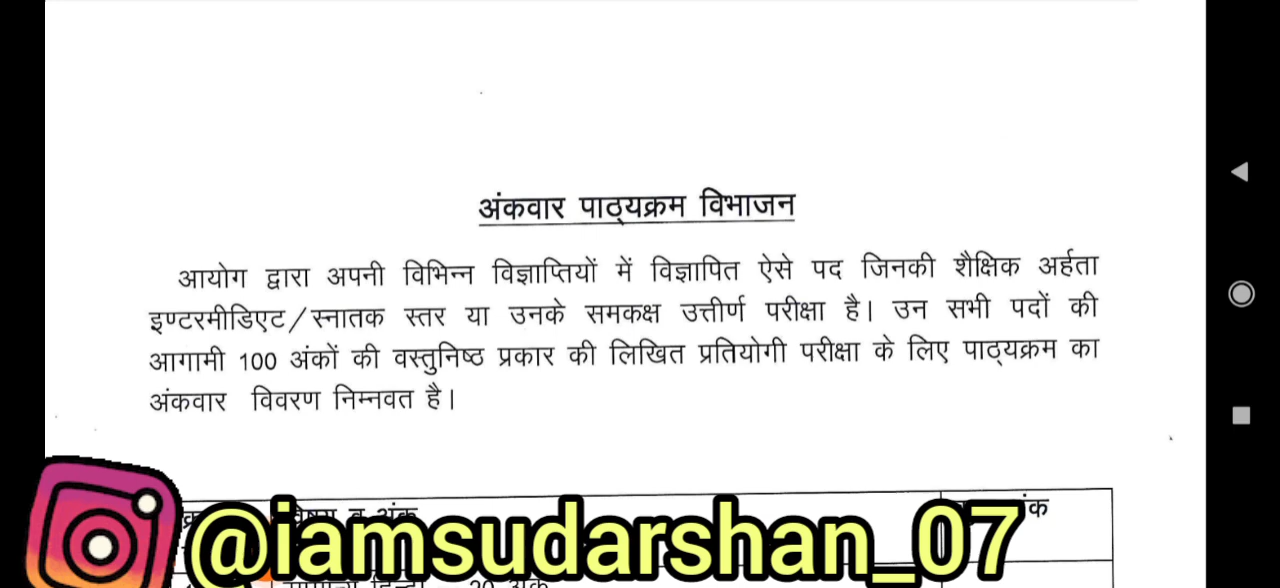 अंकवार पाठ्यक्रम विभाजन
आयोग द्वारा अपनी विभिन्न विज्ञाप्तियों में विज्ञापित ऐसे पद जिनकी शैक्षिक अर्हता
इण्टरमीडिएट/स्नातक स्तर या उनके समकक्ष उत्तीर्ण परीक्षा है। उन सभी पदों की
आगामी 100 अंकों की वस्तुनिष्ठ प्रकार की लिखित प्रतियोगी परीक्षा के लिए पाठ्यक्रम का
अंकवार विवरण निम्नवत है।
@iamsudarshan_07